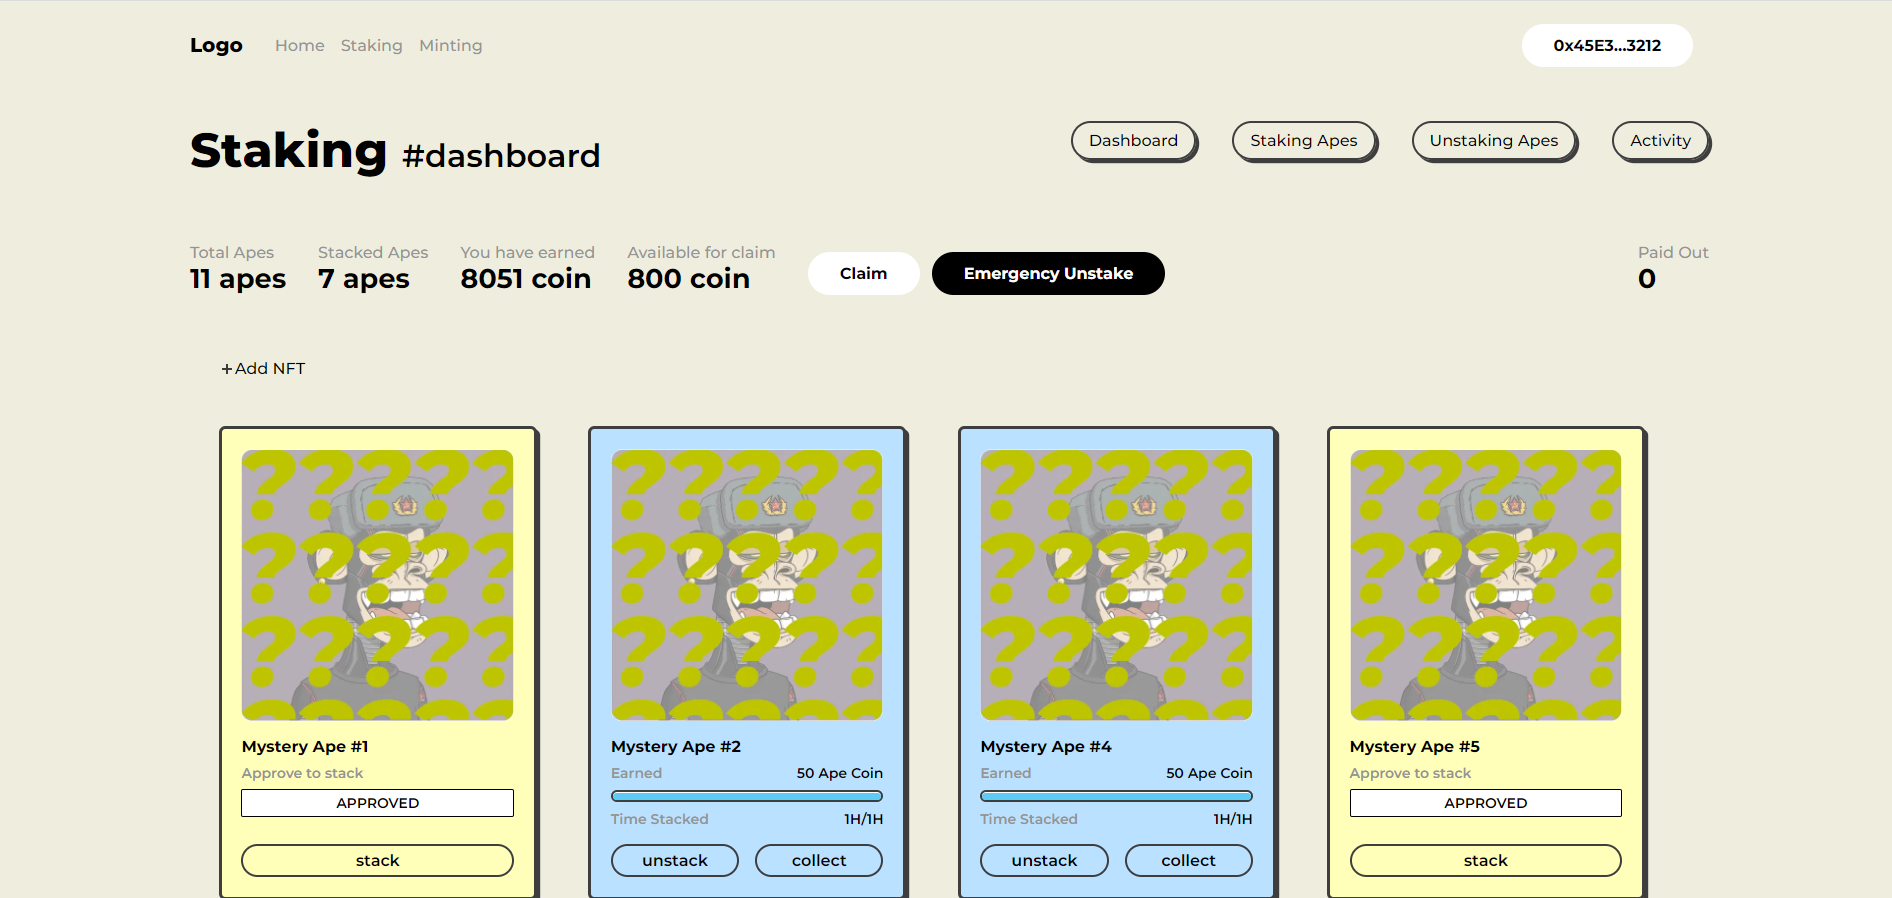 Logo Home Staking Minting 0x45E3...3212
Staking #dashboard Dashboard Staking Apes Unstaking Apes Activity
Total Apes Stacked Apes You have earned Available for claim Paid Out
11 apes 7 apes 8051 coin 800 coin Claim Emergency Unstake 0
+Add NFT
? ? ? ? ? ? ? ? ? ? ? ? ? ? ? ? ? ? ? ?
? ? ? ? ? ? ? ? ? ? ? ? ? ? ? ? ? ? ? ?
? ? ? ? ? ? ? ? ? ? ? ? ? ? ? ? ? ? ? ?
Mystery Ape #1 Mystery Ape #2 Mystery Ape #4 Mystery Ape #5
Approve to stack Earned 50 Ape Coin Earned 50 Ape Coin Approve to stack
APPROVED APPROVED
Time Stacked 1H/1H Time Stacked 1H/1H
stack unstack collect unstack collect stack